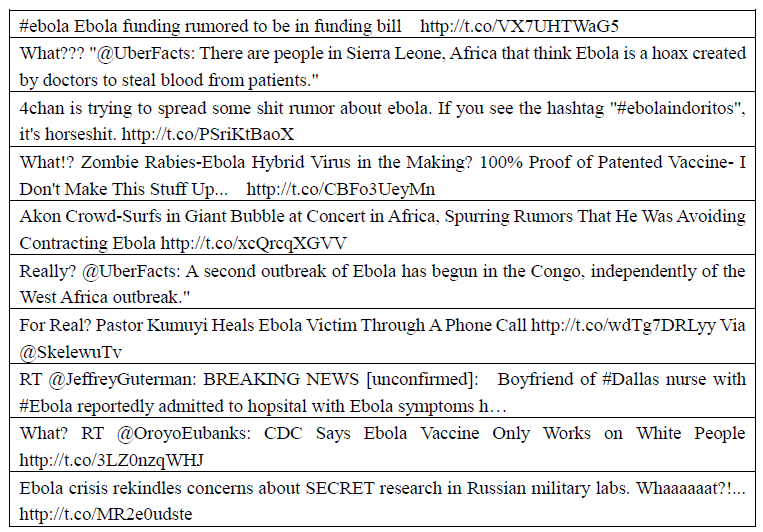 #ebola Ebola funding rumored to be in funding bill http://t.co/VX7UHTWaG5
What??? "@UberFacts: There are people in Sierra Leone, Africa that think Ebola is a hoax created
by doctors to steal blood from patients."
4chan is trying to spread some shit rumor about ebola. If you see the hashtag "#ebolaindoritos",
it's horseshit. http://t.co/PSriKtBaoX
What!? Zombie Rabies-Ebola Hybrid Virus in the Making? 100% Proof of Patented Vaccine- I
Don't Make This Stuff Up... http://t.co/CBFo3UeyMn
Akon Crowd-Surfs in Giant Bubble at Concert in Africa, Spurring Rumors That He Was Avoiding
Contracting Ebola http://t.co/xcQrcqXGVV
Really? @UberFacts: A second outbreak of Ebola has begun in the Congo, independently of the
West Africa outbreak."
For Real? Pastor Kumuyi Heals Ebola Victim Through A Phone Call http://t.co/wdTg7DRLyy Via
@SkelewuTv
RT @JeffreyGuterman: BREAKING NEWS [unconfirmed]: Boyfriend of #Dallas nurse with
#Ebola reportedly admitted to hopsital with Ebola symptoms h…
What? RT @OroyoEubanks: CDC Says Ebola Vaccine Only Works on White People
http://t.co/3LZ0nzqWHJ
Ebola crisis rekindles concerns about SECRET research in Russian military labs. Whaaaaaat?!...
http://t.co/MR2e0udste